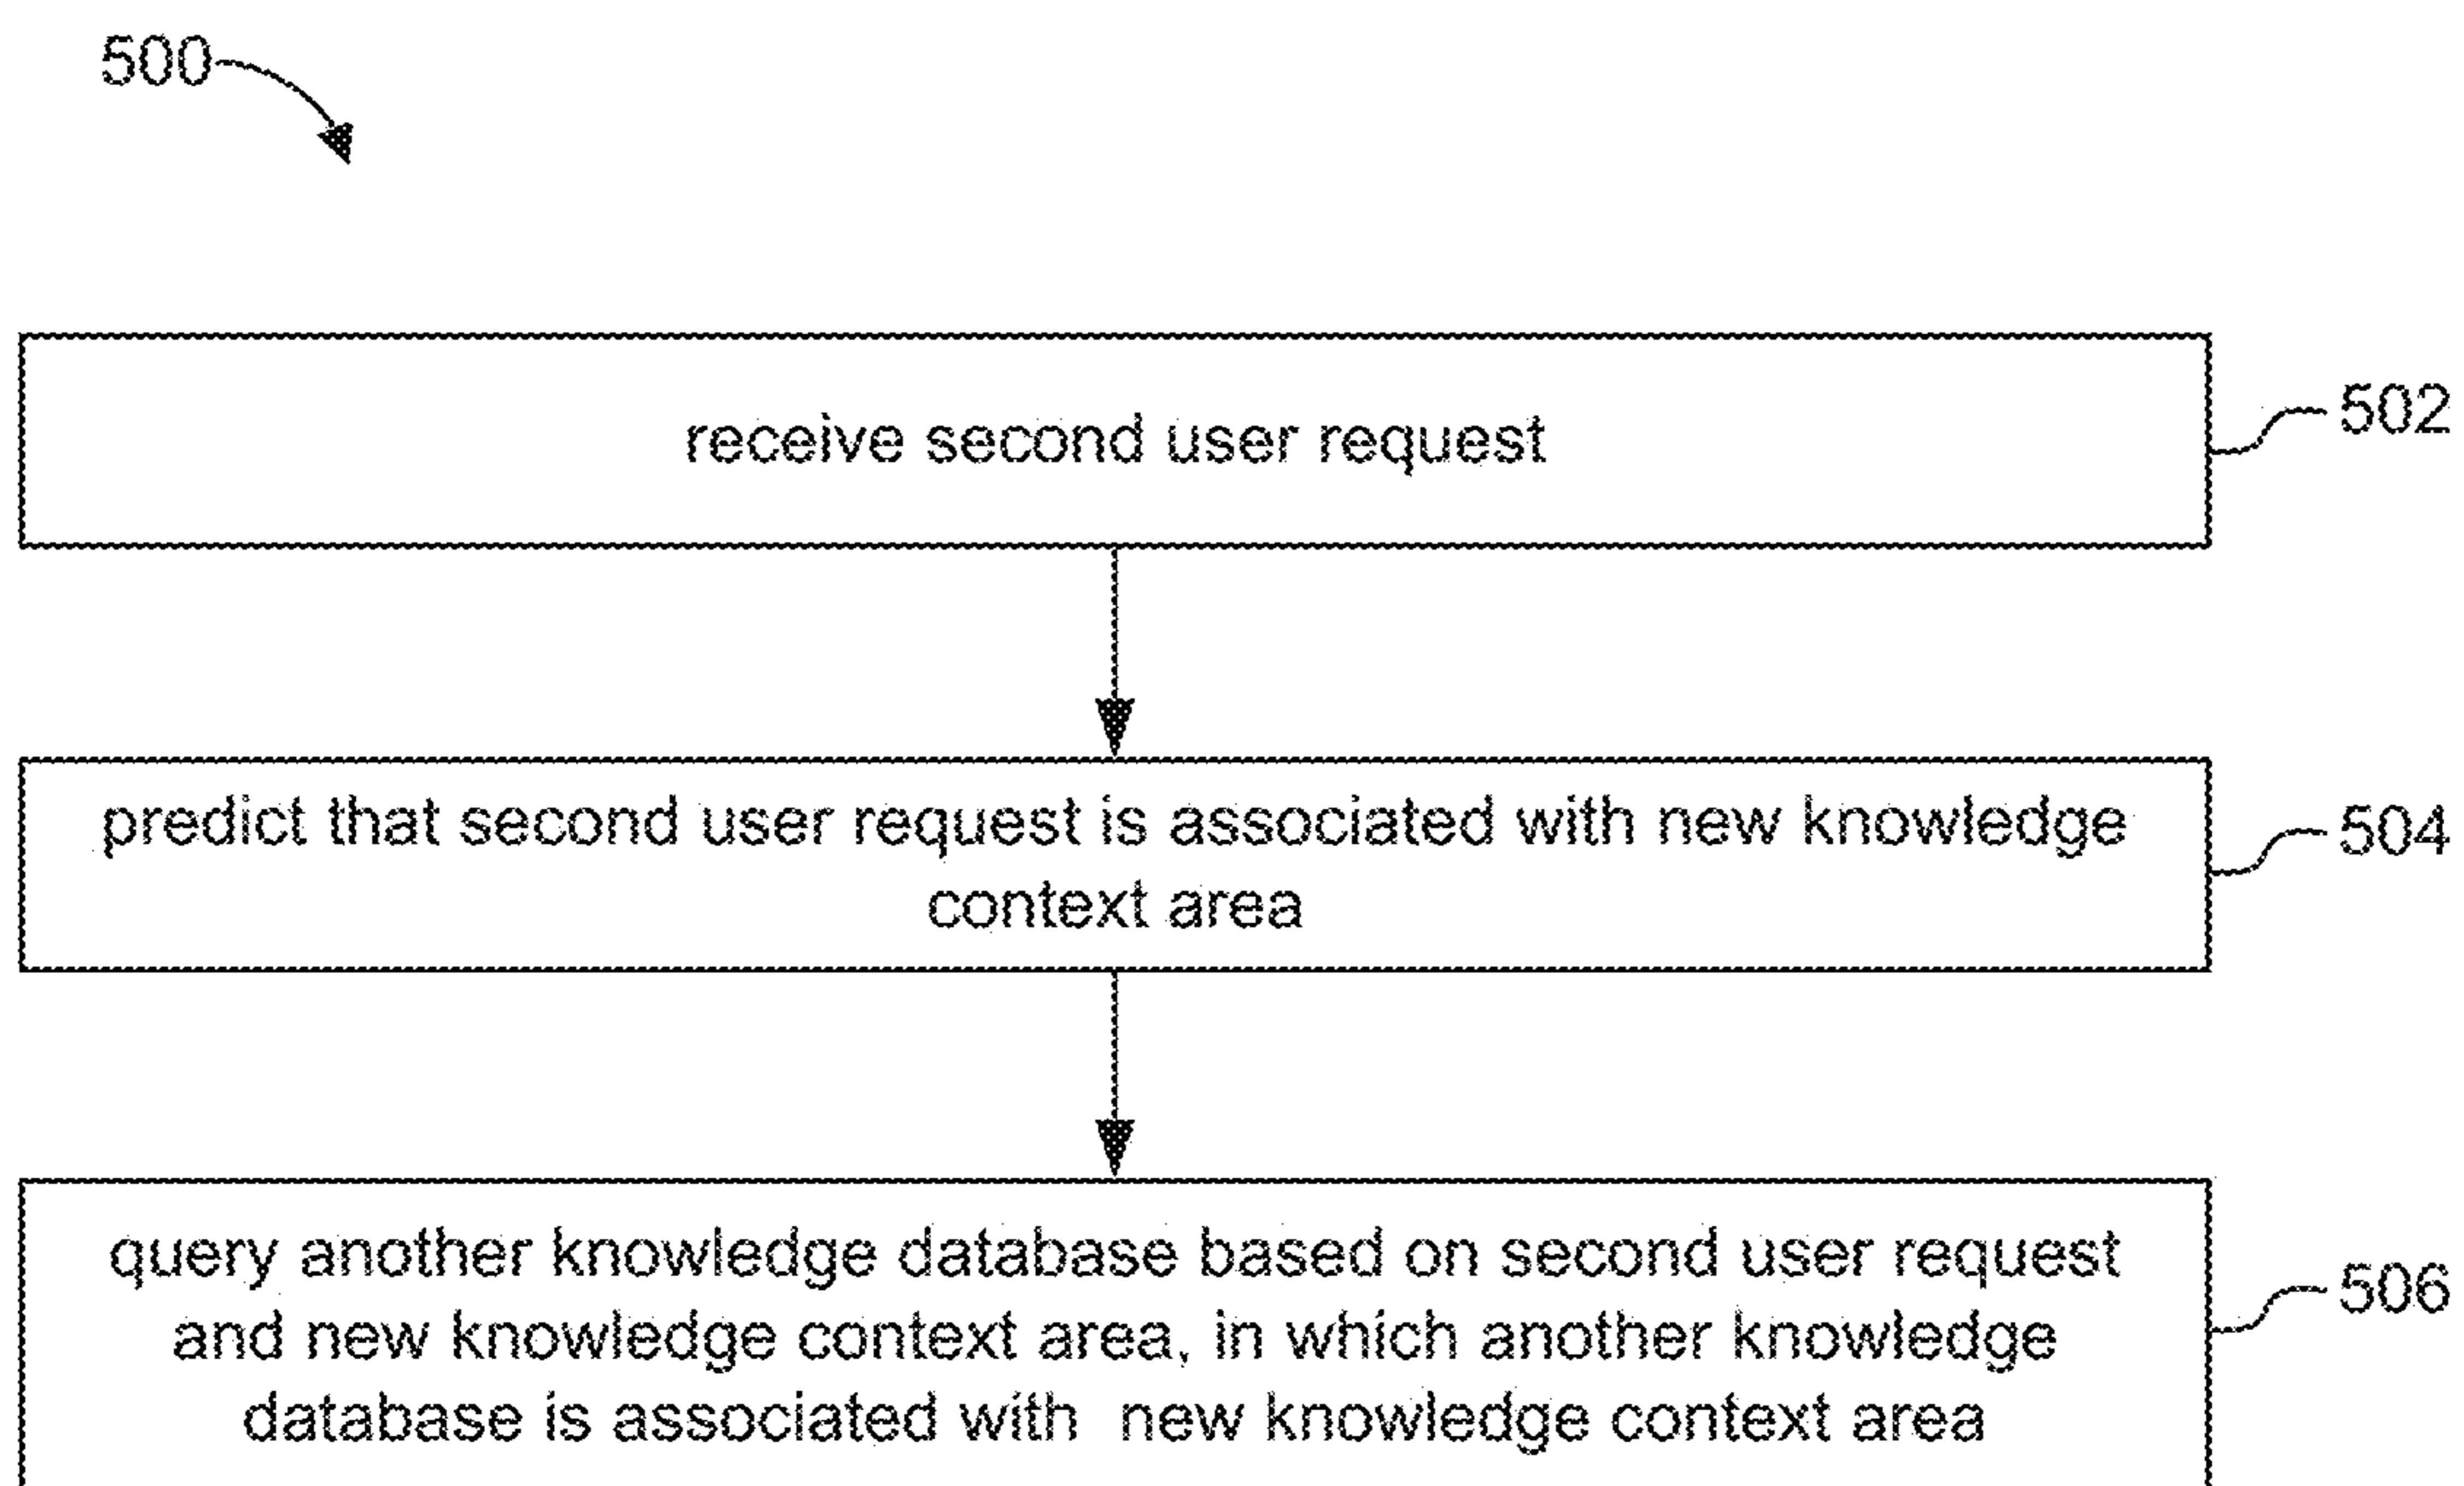 500
receive second user request
502
predict that second user request is associated with new knowledge
context area
504
query another knowledge database based on second user request
and new knowledge context area, in which another knowledge
database is associated with new knowledge context area
506